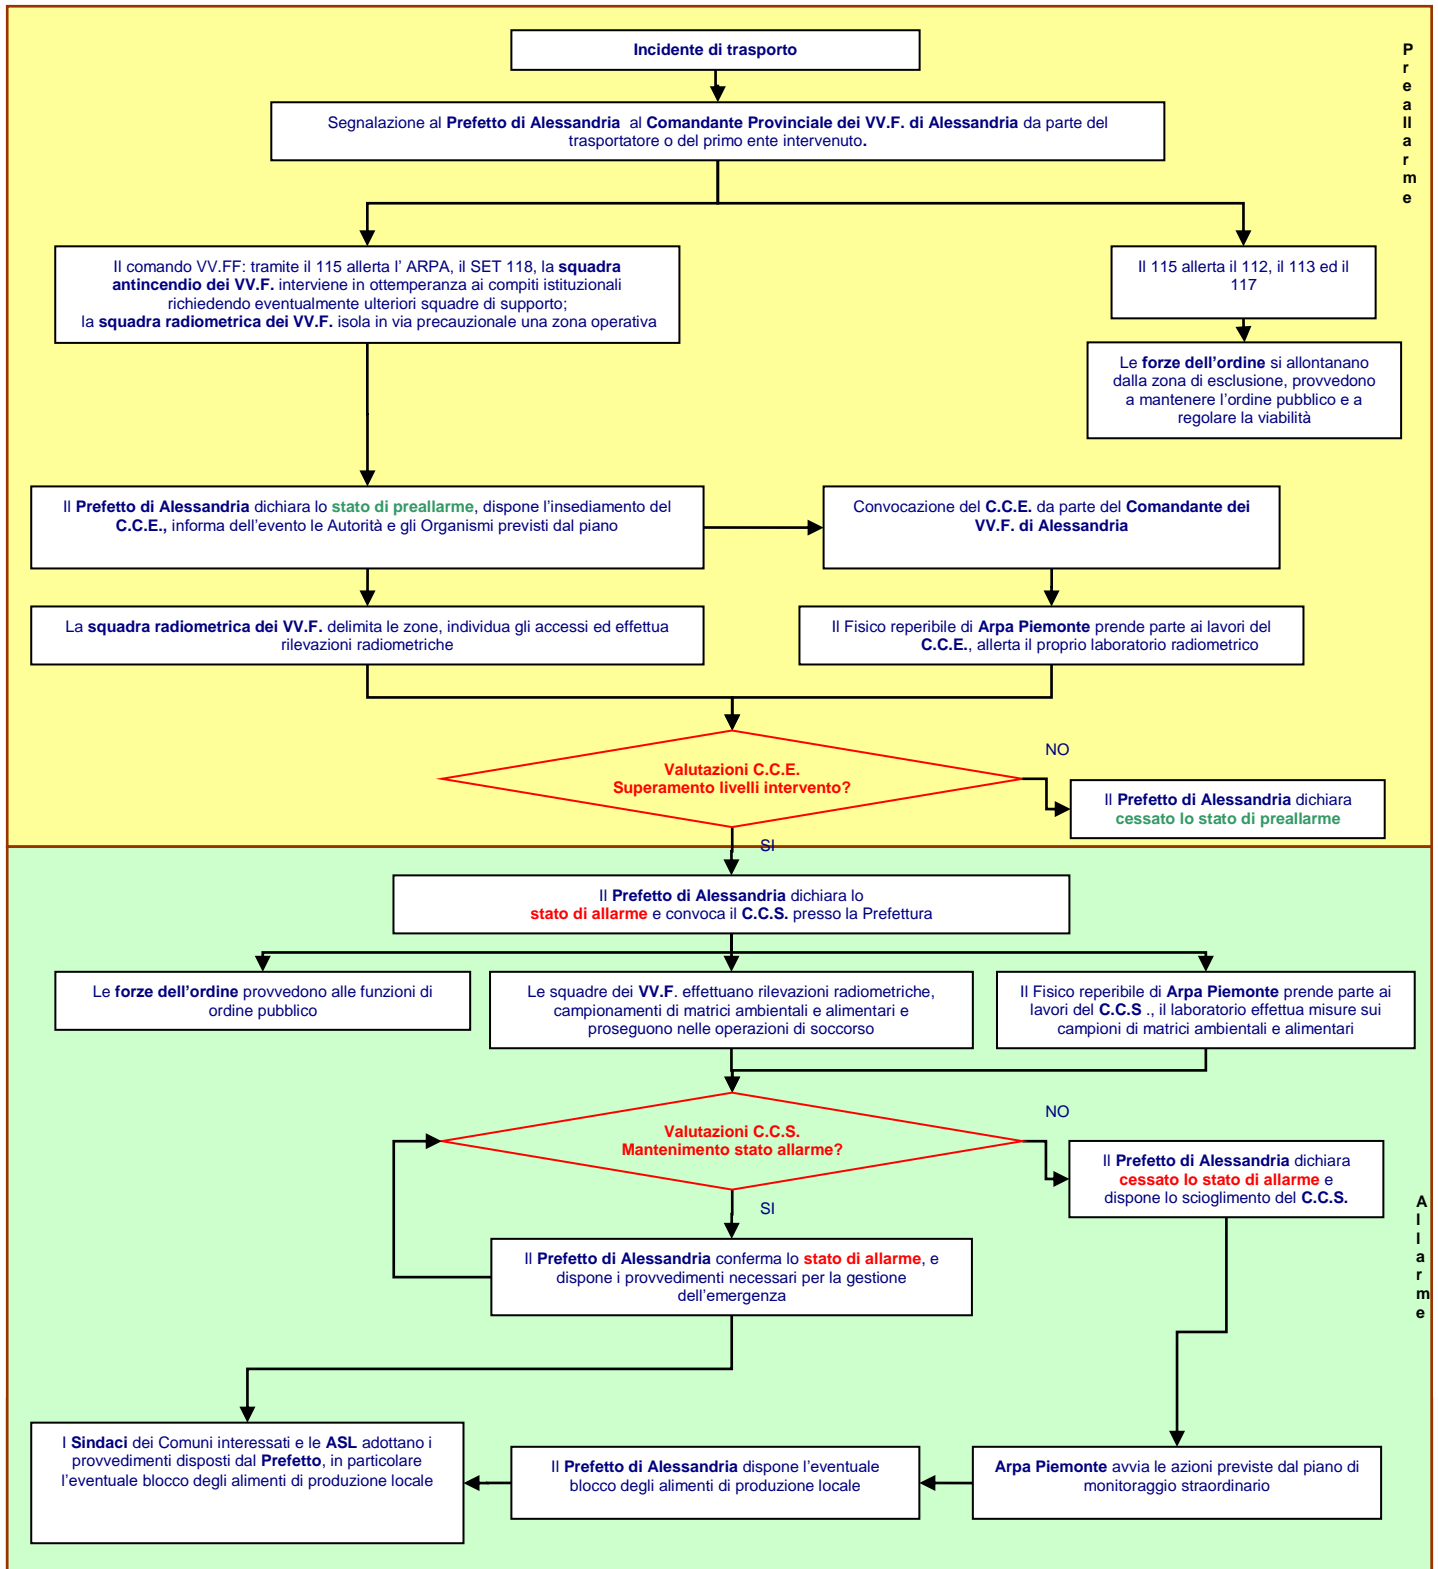 Incidente di trasporto
Preallarme
Segnalazione al Prefetto di Alessandria al Comandante Provinciale dei VV.F. di Alessandria da parte del
trasportatore o del primo ente intervenuto.
Il comando VV.FF: tramite il 115 allerta l' ARPA, il SET 118, la squadra
antincendio dei VV.F. interviene in ottemperanza ai compiti istituzionali
richiedendo eventualmente ulteriori squadre di supporto;
la squadra radiometrica dei VV.F. isola in via precauzionale una zona operativa
Il 115 allerta il 112, il 113 ed il
117
Le forze dell'ordine si allontanano
dalla zona di esclusione, provvedono
a mantenere l'ordine pubblico e a
regolare la viabilità
Il Prefetto di Alessandria dichiara lo stato di preallarme, dispone l'insediamento del
C.C.E., informa dell'evento le Autorità e gli Organismi previsti dal piano
Convocazione del C.C.E. da parte del Comandante dei
VV.F. di Alessandria
La squadra radiometrica dei VV.F. delimita le zone, individua gli accessi ed effettua
rilevazioni radiometriche
Il Fisico reperibile di Arpa Piemonte prende parte ai lavori del
C.C.E., allerta il proprio laboratorio radiometrico
Valutazioni C.C.E.
Superamento livelli intervento?
NO
Il Prefetto di Alessandria dichiara
cessato lo stato di preallarme
SI
Il Prefetto di Alessandria dichiara lo
stato di allarme e convoca il C.C.S. presso la Prefettura
Le forze dell'ordine provvedono alle funzioni di
ordine pubblico
Le squadre dei VV.F. effettuano rilevazioni radiometriche,
campionamenti di matrici ambientali e alimentari e
proseguono nelle operazioni di soccorso
Il Fisico reperibile di Arpa Piemonte prende parte ai
lavori del C.C.S ., il laboratorio effettua misure sui
campioni di matrici ambientali e alimentari
Valutazioni C.C.S.
Mantenimento stato allarme?
NO
Il Prefetto di Alessandria dichiara
cessato lo stato di allarme e
dispone lo scioglimento del C.C.S.
SI
Allarme
Il Prefetto di Alessandria conferma lo stato di allarme, e
dispone i provvedimenti necessari per la gestione
dell'emergenza
I Sindaci dei Comuni interessati e le ASL adottano i
provvedimenti disposti dal Prefetto, in particolare
l'eventuale blocco degli alimenti di produzione locale
Il Prefetto di Alessandria dispone l'eventuale
blocco degli alimenti di produzione locale
Arpa Piemonte avvia le azioni previste dal piano di
monitoraggio straordinario